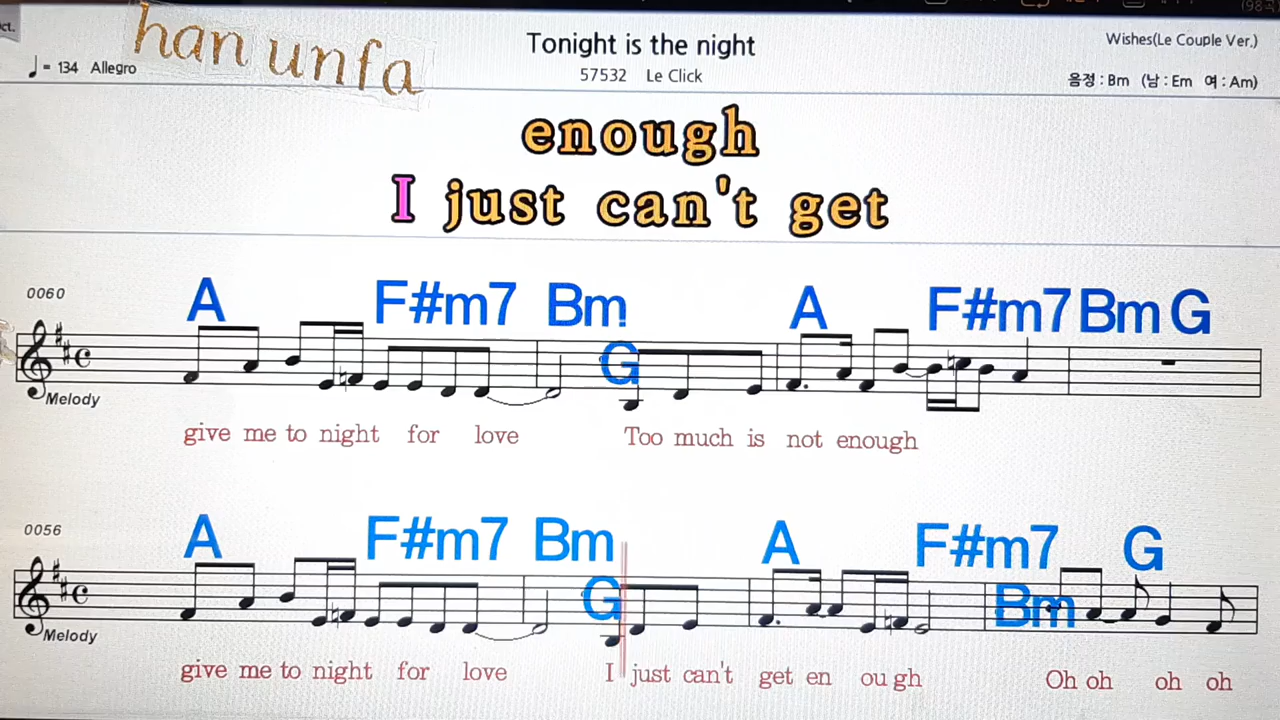 ct.
han unfa
Tonight is the night
Wishes(Le Couple Ver.)
♩= 134 Allegro
57532 Le Click
음정 : Bm (남 : Em 여 : Am)
enough
I just can't get
0060
A F#m7 Bm G A F#m7 Bm G
Melody
give me to night for love Too much is not enough
0056
A F#m7 Bm G A F#m7 Bm G
Melody
give me to night for love I just can't get en ou gh Oh oh oh oh